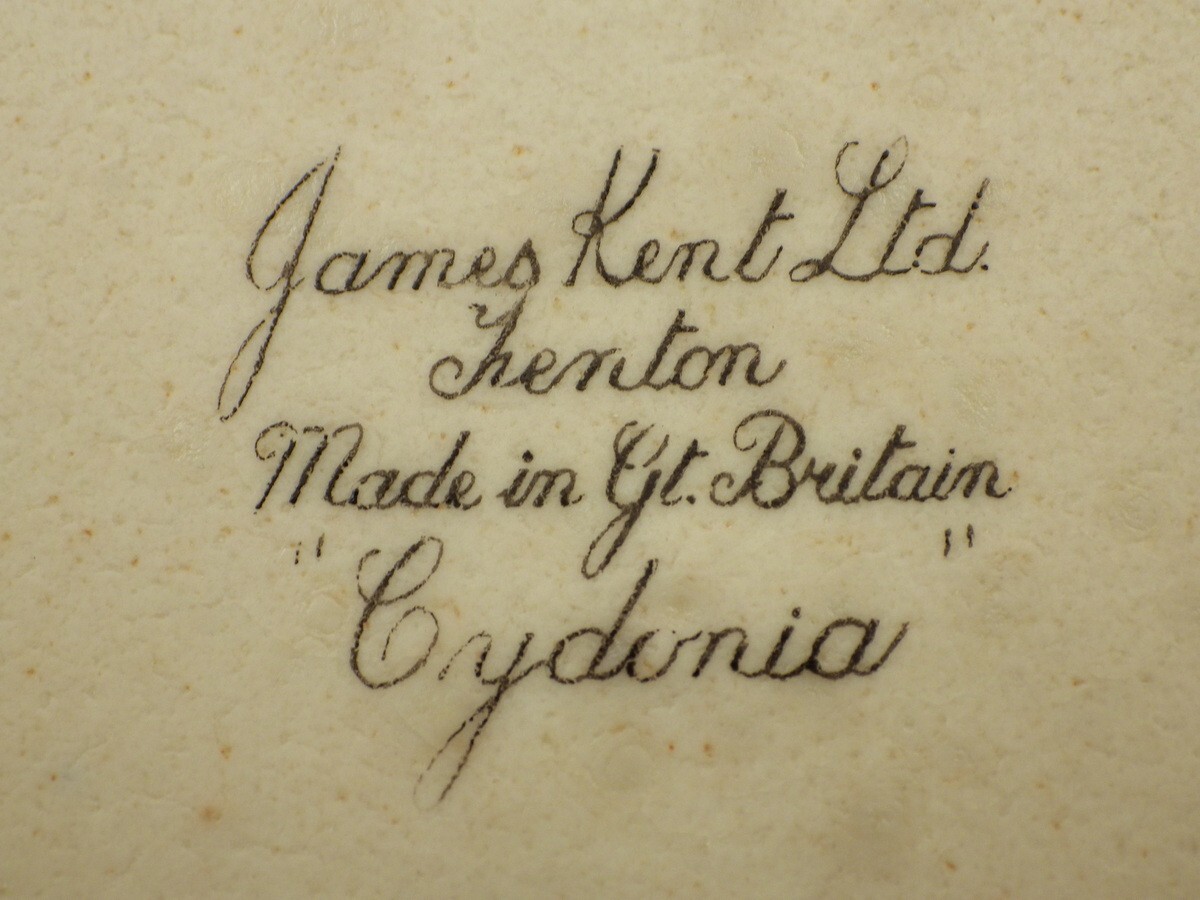 James Kent Ltd.
Fenton
Made in Gt. Britain
"Cydonia"